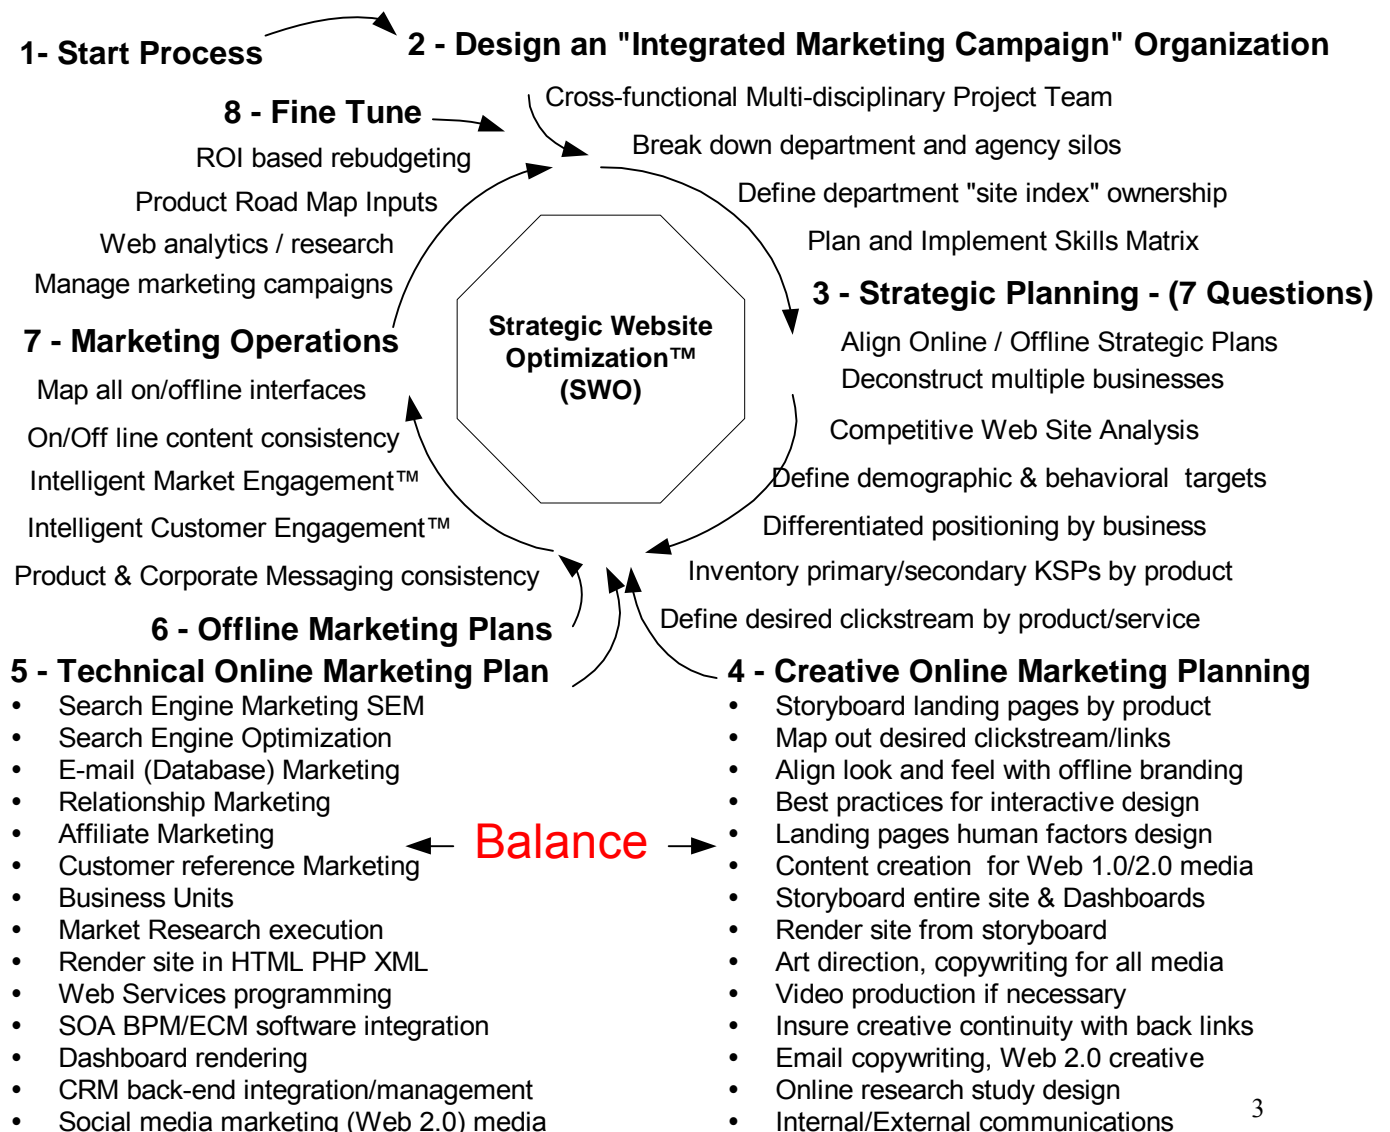 1- Start Process
2 - Design an "Integrated Marketing Campaign" Organization
Cross-functional Multi-disciplinary Project Team
Break down department and agency silos
Define department "site index" ownership
Plan and Implement Skills Matrix
3 - Strategic Planning - (7 Questions)
Align Online / Offline Strategic Plans
Deconstruct multiple businesses
Competitive Web Site Analysis
Define demographic & behavioral targets
Differentiated positioning by business
Inventory primary/secondary KSPs by product
Define desired clickstream by product/service
8 - Fine Tune
ROI based rebudgeting
Product Road Map Inputs
Web analytics / research
Manage marketing campaigns
7 - Marketing Operations
Map all on/offline interfaces
On/Off line content consistency
Intelligent Market Engagement™
Intelligent Customer Engagement™
Product & Corporate Messaging consistency
6 - Offline Marketing Plans
Strategic Website
Optimization™
(SWO)
5 - Technical Online Marketing Plan
• Search Engine Marketing SEM
• Search Engine Optimization
• E-mail (Database) Marketing
• Relationship Marketing
• Affiliate Marketing
• Customer reference Marketing
• Business Units
• Market Research execution
• Render site in HTML PHP XML
• Web Services programming
• SOA BPM/ECM software integration
• Dashboard rendering
• CRM back-end integration/management
• Social media marketing (Web 2.0) media
Balance
4 - Creative Online Marketing Planning
• Storyboard landing pages by product
• Map out desired clickstream/links
• Align look and feel with offline branding
• Best practices for interactive design
• Landing pages human factors design
• Content creation for Web 1.0/2.0 media
• Storyboard entire site & Dashboards
• Render site from storyboard
• Art direction, copywriting for all media
• Video production if necessary
• Insure creative continuity with back links
• Email copywriting, Web 2.0 creative
• Online research study design
• Internal/External communications
3